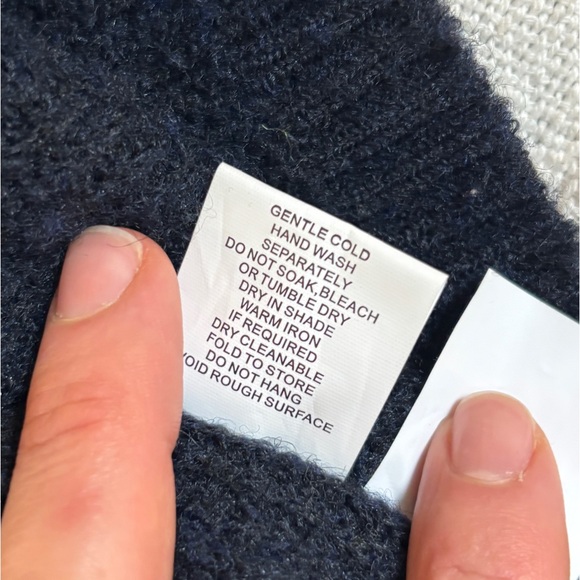 GENTLE COLD
HAND WASH
SEPARATELY
DO NOT SOAK,BLEACH
OR TUMBLE DRY
DRY IN SHADE
WARM IRON
IF REQUIRED
DRY CLEANABLE
FOLD TO STORE
DO NOT HANG
VOID ROUGH SURFACE